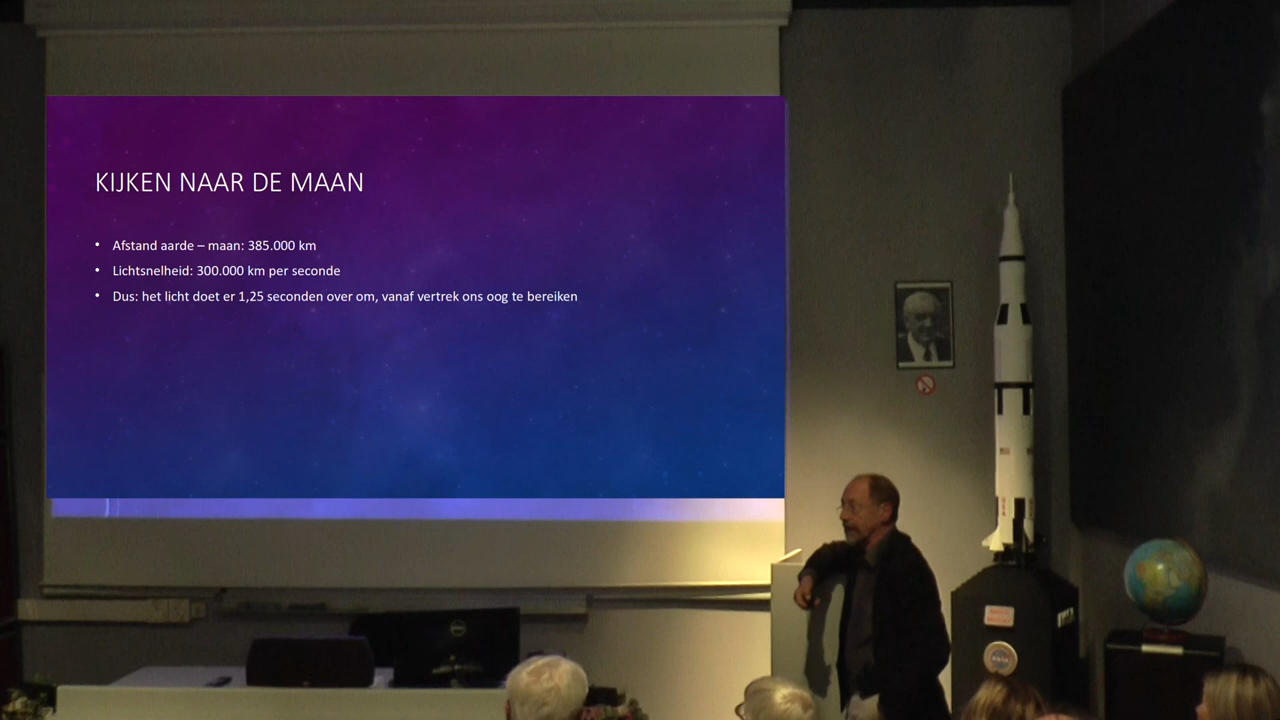 KIJKEN NAAR DE MAAN
• Afstand aarde – maan: 385.000 km
• Lichtsnelheid: 300.000 km per seconde
• Dus: het licht doet er 1,25 seconden over om, vanaf vertrek ons oog te bereiken
NASA